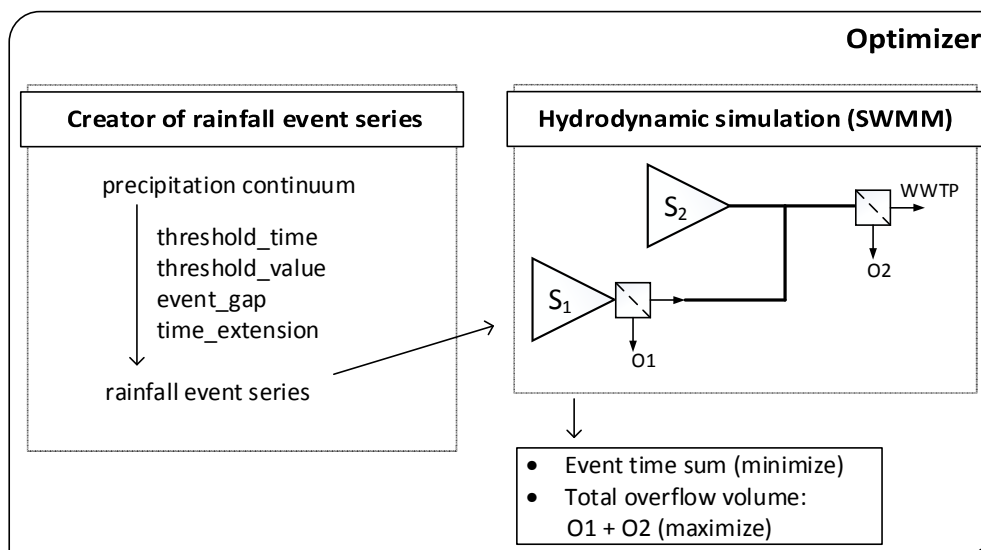 Optimizer
Creator of rainfall event series
precipitation continuum
threshold_time
threshold_value
event_gap
time_extension
rainfall event series
Hydrodynamic simulation (SWMM)
S2
WWTP
O2
S1
O1
• Event time sum (minimize)
• Total overflow volume:
O1 + O2 (maximize)